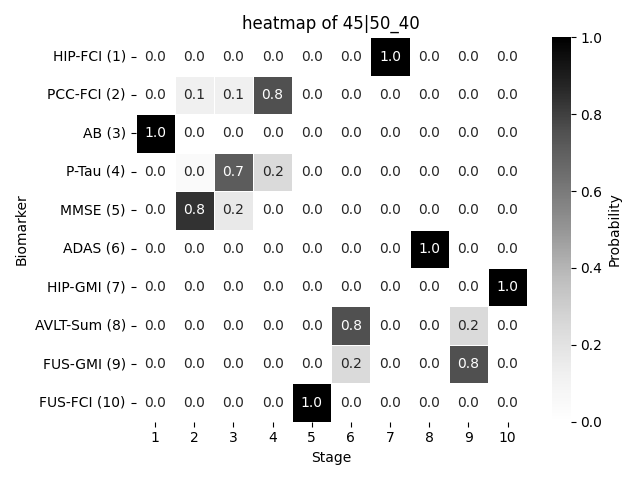 heatmap of 45|50_40
HIP-FCI (1) 0.0 0.0 0.0 0.0 0.0 0.0 1.0 0.0 0.0 0.0
PCC-FCI (2) 0.0 0.1 0.1 0.8 0.0 0.0 0.0 0.0 0.0 0.0
AB (3) 1.0 0.0 0.0 0.0 0.0 0.0 0.0 0.0 0.0 0.0
P-Tau (4) 0.0 0.0 0.7 0.2 0.0 0.0 0.0 0.0 0.0 0.0
MMSE (5) 0.0 0.8 0.2 0.0 0.0 0.0 0.0 0.0 0.0 0.0
ADAS (6) 0.0 0.0 0.0 0.0 0.0 0.0 0.0 1.0 0.0 0.0
HIP-GMI (7) 0.0 0.0 0.0 0.0 0.0 0.0 0.0 0.0 0.0 1.0
AVLT-Sum (8) 0.0 0.0 0.0 0.0 0.0 0.8 0.0 0.0 0.2 0.0
FUS-GMI (9) 0.0 0.0 0.0 0.0 0.0 0.2 0.0 0.0 0.8 0.0
FUS-FCI (10) 0.0 0.0 0.0 0.0 1.0 0.0 0.0 0.0 0.0 0.0
1 2 3 4 5 6 7 8 9 10
Stage
Biomarker
1.0
0.8
0.6
0.4
0.2
0.0
Probability